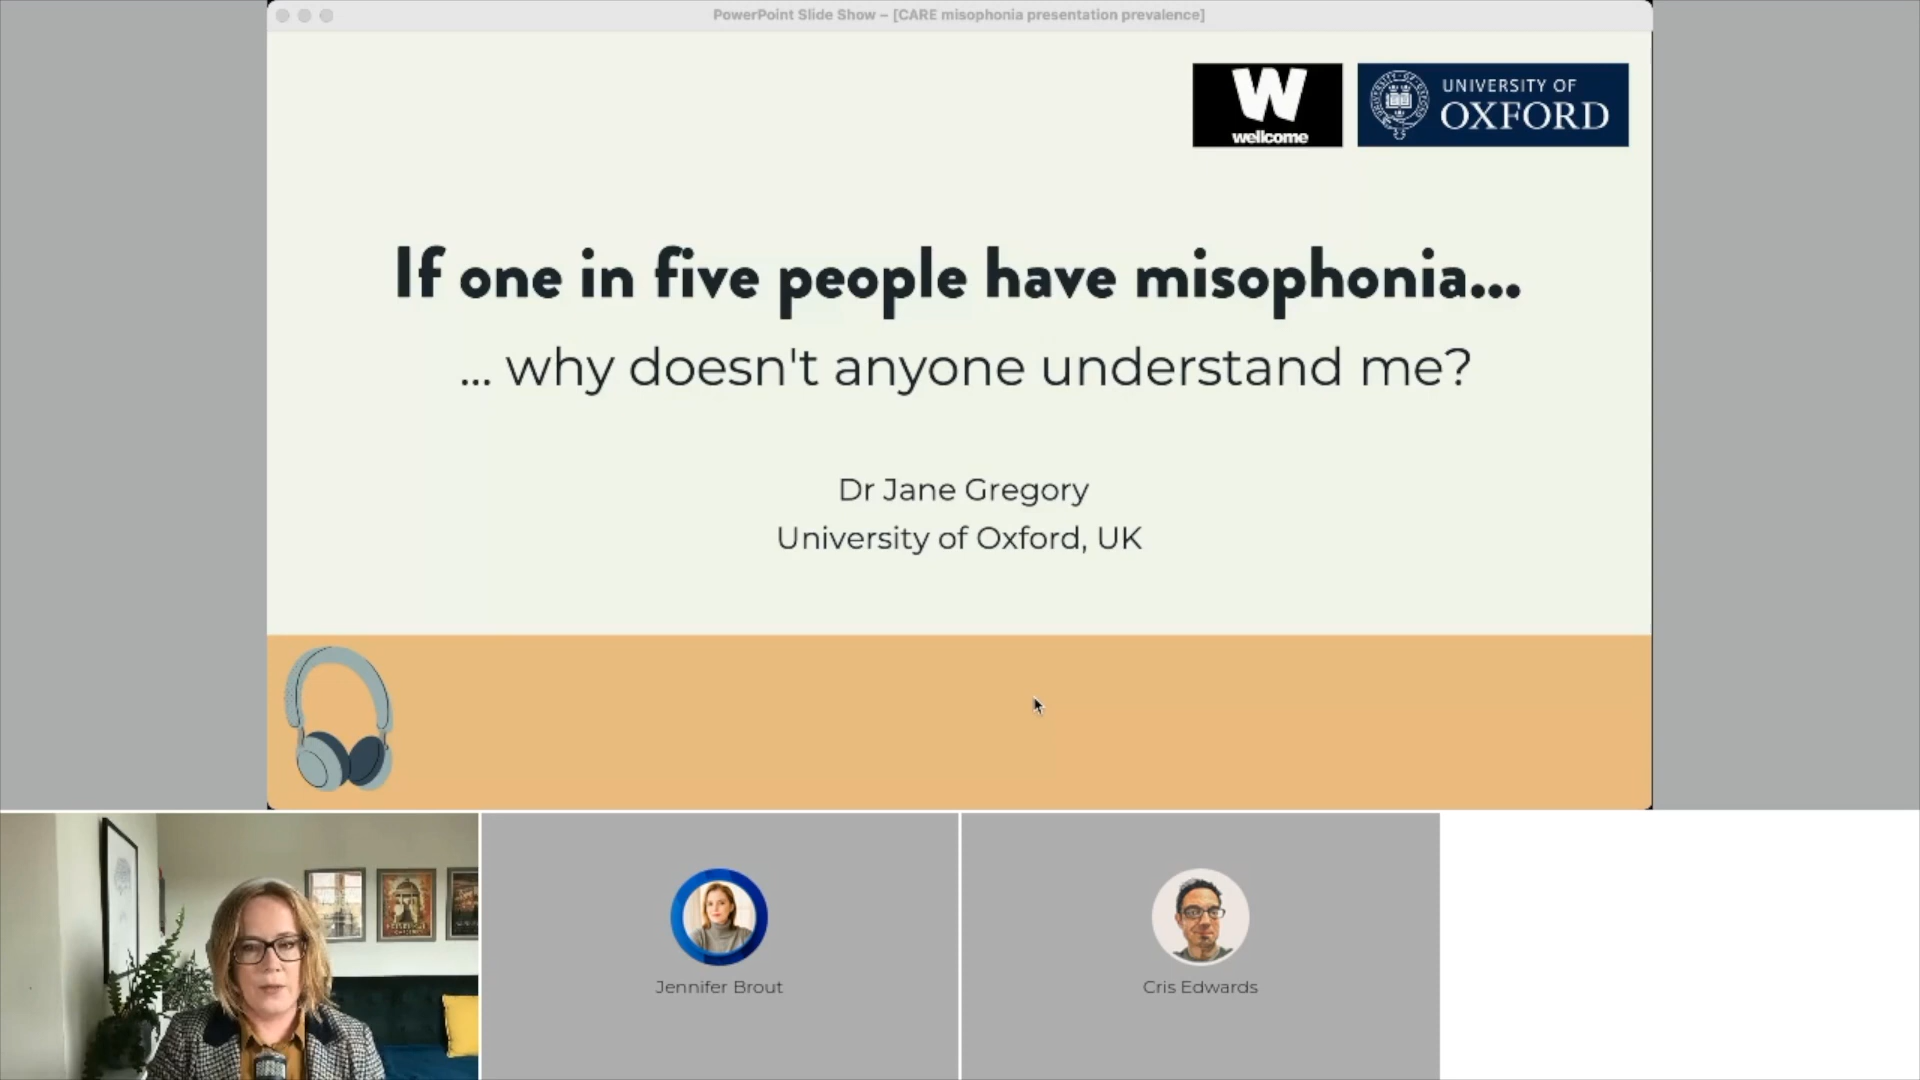 PowerPoint Slide Show – [CARE misophonia presentation prevalence]
W
wellcome
UNIVERSITY OF
OXFORD
If one in five people have misophonia...
... why doesn't anyone understand me?
Dr Jane Gregory
University of Oxford, UK
Jennifer Brout
Cris Edwards